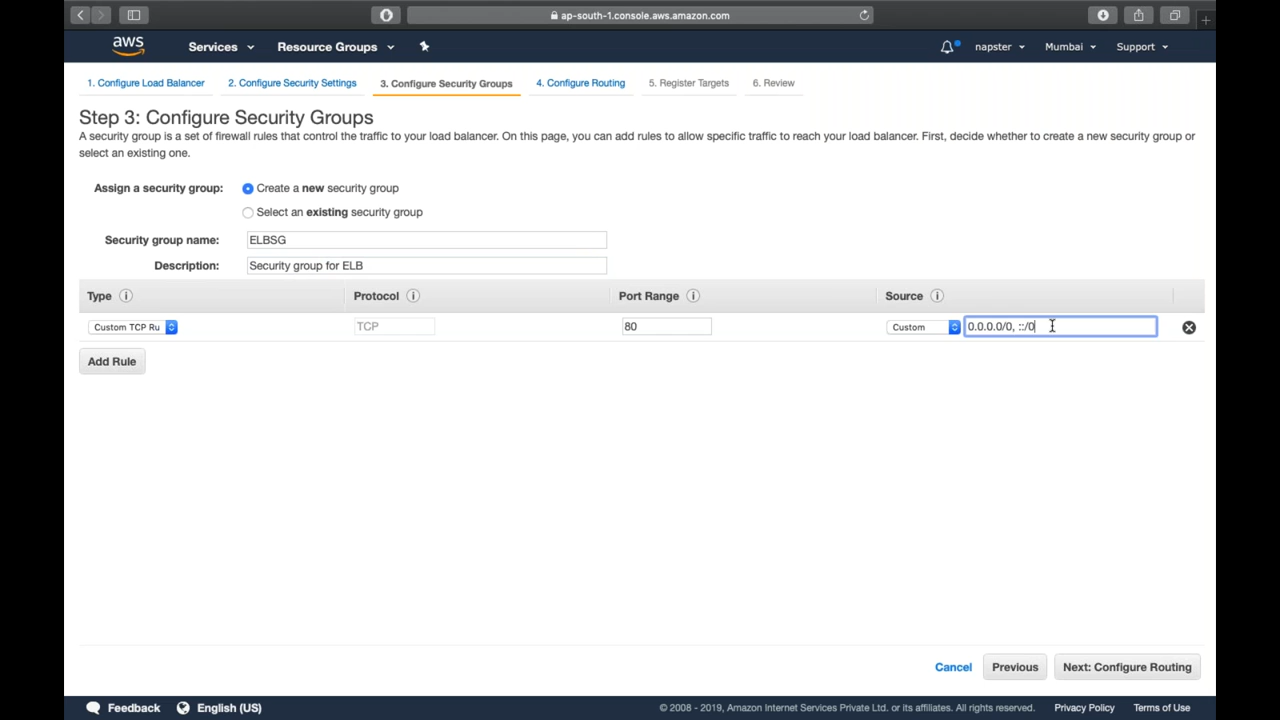 ap-south-1.console.aws.amazon.com
aws Services Resource Groups napster Mumbai Support
1. Configure Load Balancer 2. Configure Security Settings 3. Configure Security Groups 4. Configure Routing 5. Register Targets 6. Review
Step 3: Configure Security Groups
A security group is a set of firewall rules that control the traffic to your load balancer. On this page, you can add rules to allow specific traffic to reach your load balancer. First, decide whether to create a new security group or
select an existing one.
Assign a security group: Create a new security group
Select an existing security group
Security group name: ELBSG
Description: Security group for ELB
Type i Protocol i Port Range i Source i
Custom TCP Ru TCP 80 Custom 0.0.0.0/0, ::/0
Add Rule
Cancel Previous Next: Configure Routing
Feedback English (US) © 2008 - 2019, Amazon Internet Services Private Ltd. or its affiliates. All rights reserved. Privacy Policy Terms of Use